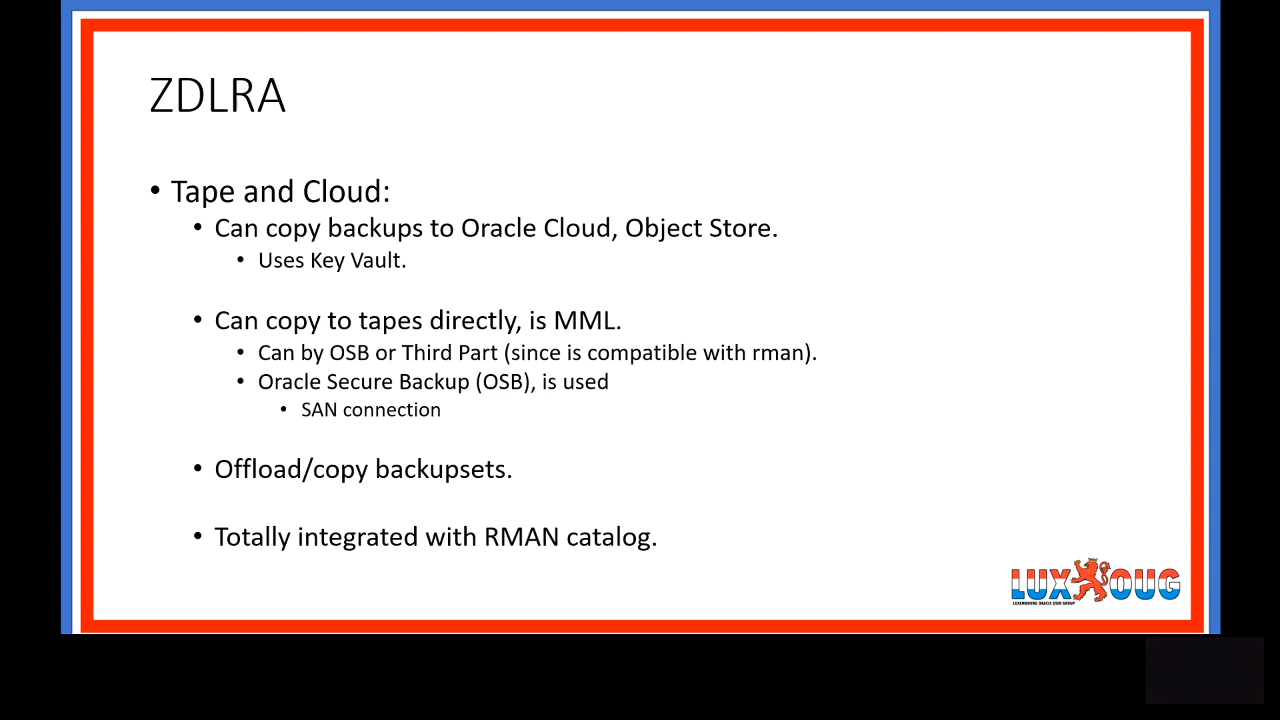 ZDLRA
• Tape and Cloud:
• Can copy backups to Oracle Cloud, Object Store.
• Uses Key Vault.
• Can copy to tapes directly, is MML.
• Can by OSB or Third Part (since is compatible with rman).
• Oracle Secure Backup (OSB), is used
• SAN connection
• Offload/copy backupsets.
• Totally integrated with RMAN catalog.
LUX OUG
LUXEMBOURG ORACLE USER GROUP